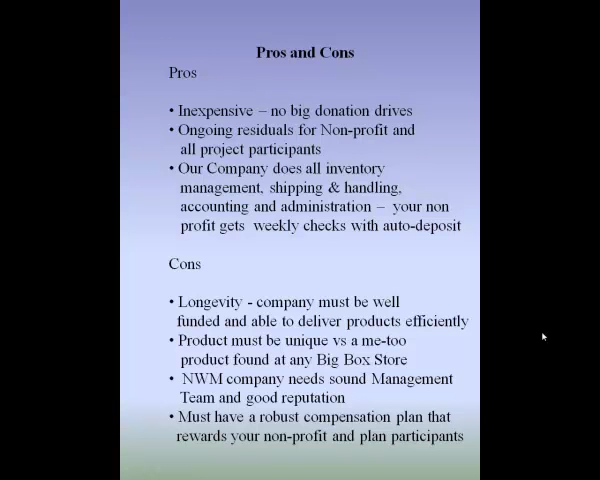 Pros and Cons
Pros
• Inexpensive – no big donation drives
• Ongoing residuals for Non-profit and
all project participants
• Our Company does all inventory
management, shipping & handling,
accounting and administration – your non
profit gets weekly checks with auto-deposit
Cons
• Longevity - company must be well
funded and able to deliver products efficiently
• Product must be unique vs a me-too
product found at any Big Box Store
• NWM company needs sound Management
Team and good reputation
• Must have a robust compensation plan that
rewards your non-profit and plan participants